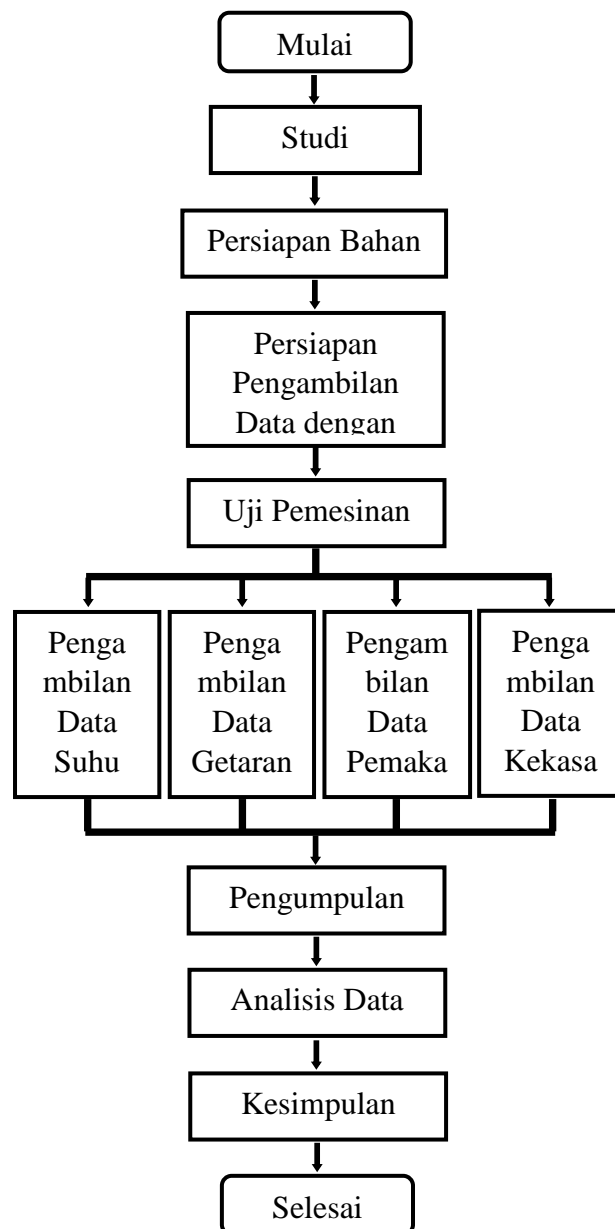 Mulai
Studi
Persiapan Bahan
Persiapan
Pengambilan
Data dengan
Uji Pemesinan
Penga
mbilan
Data
Suhu
Penga
mbilan
Data
Getaran
Pengam
bilan
Data
Pemaka
Penga
mbilan
Data
Kekasa
Pengumpulan
Analisis Data
Kesimpulan
Selesai